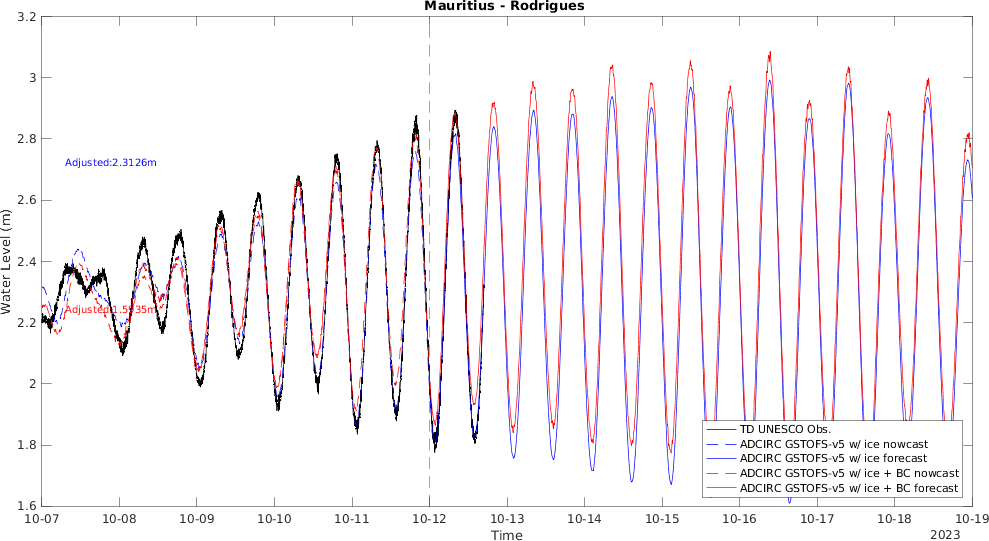 Mauritius - Rodrigues
3.2
3
2.8
2.6
2.4
2.2
2
1.8
1.6
Water Level (m)
Adjusted:2.3126m
Adjusted:1.5935m
TD UNESCO Obs.
ADCIRC GSTOFS-v5 w/ ice nowcast
ADCIRC GSTOFS-v5 w/ ice forecast
ADCIRC GSTOFS-v5 w/ ice + BC nowcast
ADCIRC GSTOFS-v5 w/ ice + BC forecast
10-07 10-08 10-09 10-10 10-11 10-12 10-13 10-14 10-15 10-16 10-17 10-18 10-19
Time
2023